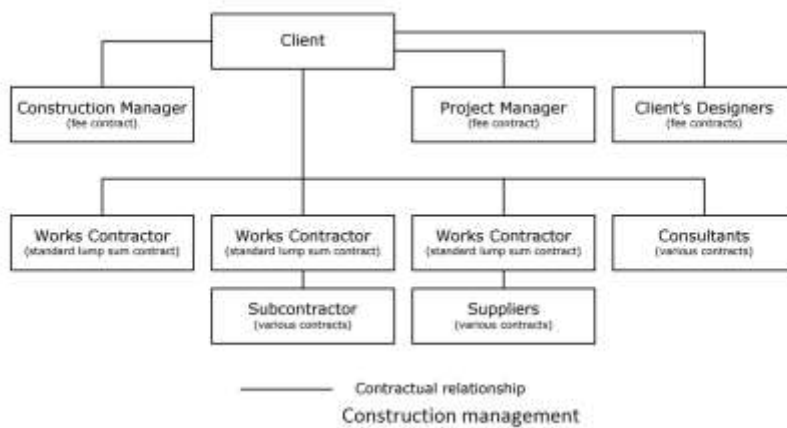 Client
Construction Manager
(fee contract)
Project Manager
(fee contract)
Client's Designers
(fee contracts)
Works Contractor
(standard lump sum contract)
Works Contractor
(standard lump sum contract)
Works Contractor
(standard lump sum contract)
Consultants
(various contracts)
Subcontractor
(various contracts)
Suppliers
(various contracts)
Contractual relationship
Construction management